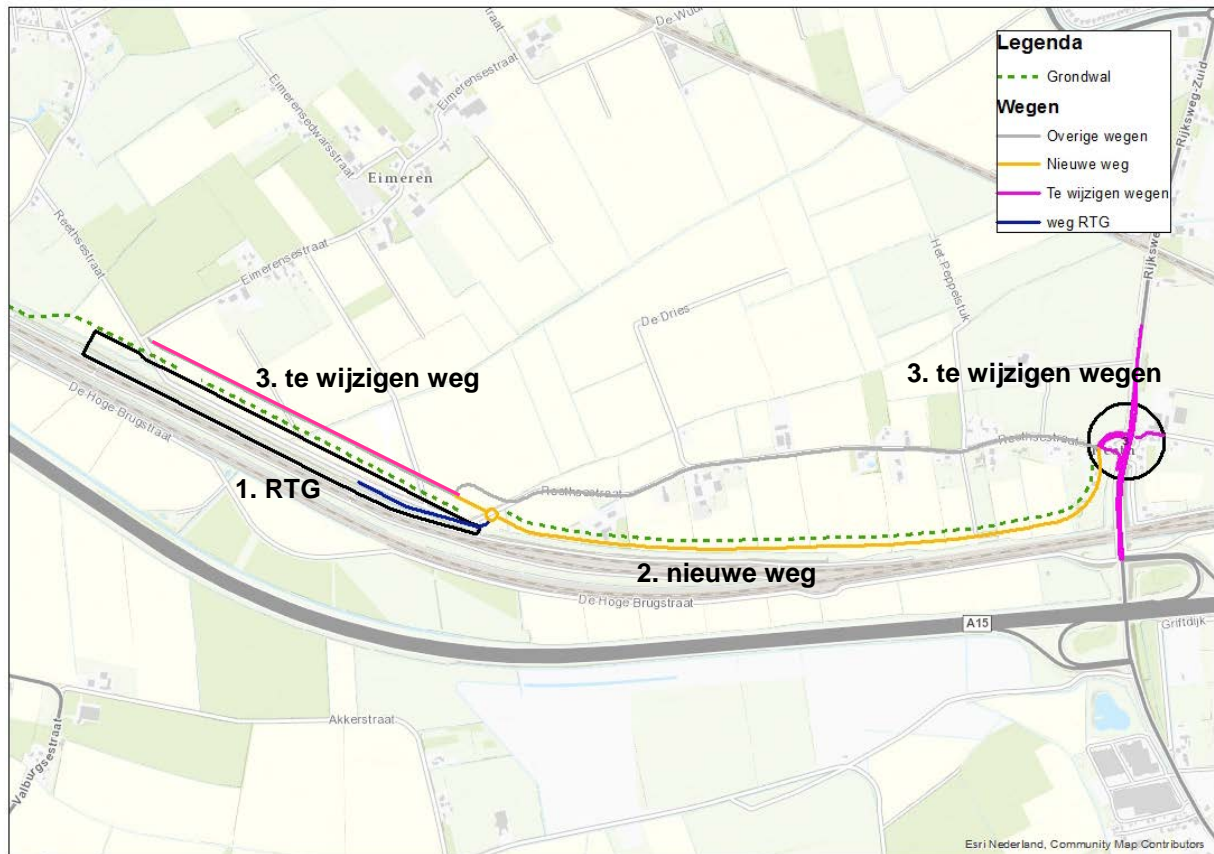 Legenda
Grondwal
Wegen
Overige wegen
Nieuwe weg
Te wijzigen wegen
weg RTG
Rijksweg-Zuid
Eimerensestraat
Eimerensedwarsstraat
Eimeren
Reethsestraat
Eimerensestraat
Het Peppelstuk
De Dries
3. te wijzigen weg
3. te wijzigen wegen
De Hoge Brugstraat
Reethsestraat
1. RTG
Reethsestraat
2. nieuwe weg
De Hoge Brugstraat
A15
Griftdijk
Akkerstraat
Valburgsestraat
Esri Nederland, Community Map Contributors